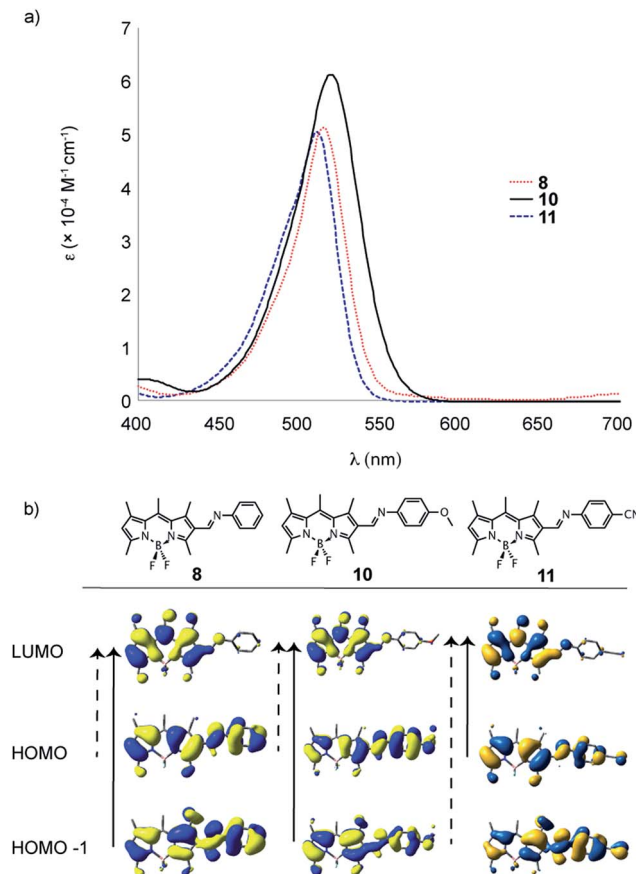 a)
7
6
5
4
3
2
1
0
ε (× 10⁻⁴ M⁻¹ cm⁻¹)
8
10
11
400 450 500 550 600 650 700
λ (nm)
b)
N N N B F F
N N N B F F O
N N N B F F CN
8 10 11
LUMO
HOMO
HOMO -1